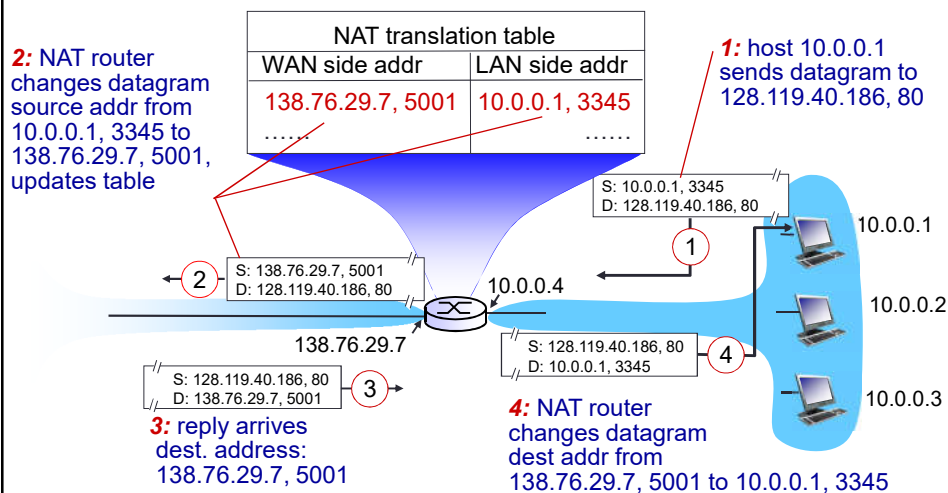 NAT translation table
WAN side addr LAN side addr
138.76.29.7, 5001 10.0.0.1, 3345
…… ……
2: NAT router
changes datagram
source addr from
10.0.0.1, 3345 to
138.76.29.7, 5001,
updates table
1: host 10.0.0.1
sends datagram to
128.119.40.186, 80
S: 10.0.0.1, 3345
D: 128.119.40.186, 80
1
10.0.0.1
S: 138.76.29.7, 5001
D: 128.119.40.186, 80
2
10.0.0.4
10.0.0.2
138.76.29.7
S: 128.119.40.186, 80
D: 10.0.0.1, 3345
4
S: 128.119.40.186, 80
D: 138.76.29.7, 5001
3
10.0.0.3
3: reply arrives
dest. address:
138.76.29.7, 5001
4: NAT router
changes datagram
dest addr from
138.76.29.7, 5001 to 10.0.0.1, 3345